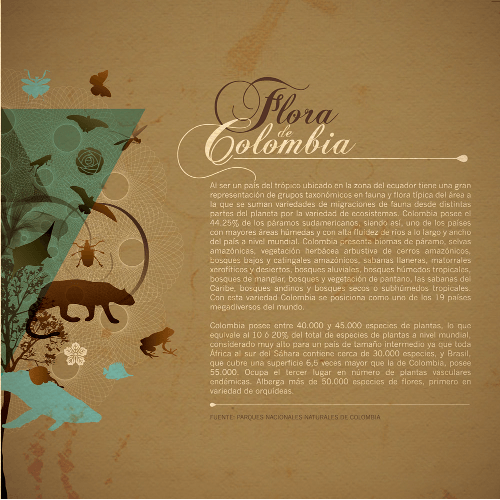 Flora
de
Colombia
Al ser un país del trópico ubicado en la zona del ecuador tiene una gran
representación de grupos taxonómicos en fauna y flora típica del área a
la que se suman variedades de migraciones de fauna desde distintas
partes del planeta por la variedad de ecosistemas. Colombia posee el
44.25% de los páramos sudamericanos, siendo así, uno de los países
con mayores áreas húmedas y con alta fluidez de ríos a lo largo y ancho
del país a nivel mundial. Colombia presenta biomas de páramo, selvas
amazónicas, vegetación herbácea arbustiva de cerros amazónicos,
bosques bajos y catingales amazónicos, sabanas llaneras, matorrales
xerofíticos y desiertos, bosques aluviales, bosques húmedos tropicales,
bosques de manglar, bosques y vegetación de pantano, las sabanas del
Caribe, bosques andinos y bosques secos o subhúmedos tropicales.
Con esta variedad Colombia se posiciona como uno de los 19 países
megadiversos del mundo.
Colombia posee entre 40.000 y 45.000 especies de plantas, lo que
equivale al 10 ó 20% del total de especies de plantas a nivel mundial,
considerado muy alto para un país de tamaño intermedio ya que toda
África al sur del Sáhara contiene cerca de 30.000 especies, y Brasil,
que cubre una superficie 6,5 veces mayor que la de Colombia, posee
55.000. Ocupa el tercer lugar en número de plantas vasculares
endémicas. Alberga más de 50.000 especies de flores, primero en
variedad de orquídeas.
FUENTE: PARQUES NACIONALES NATURALES DE COLOMBIA